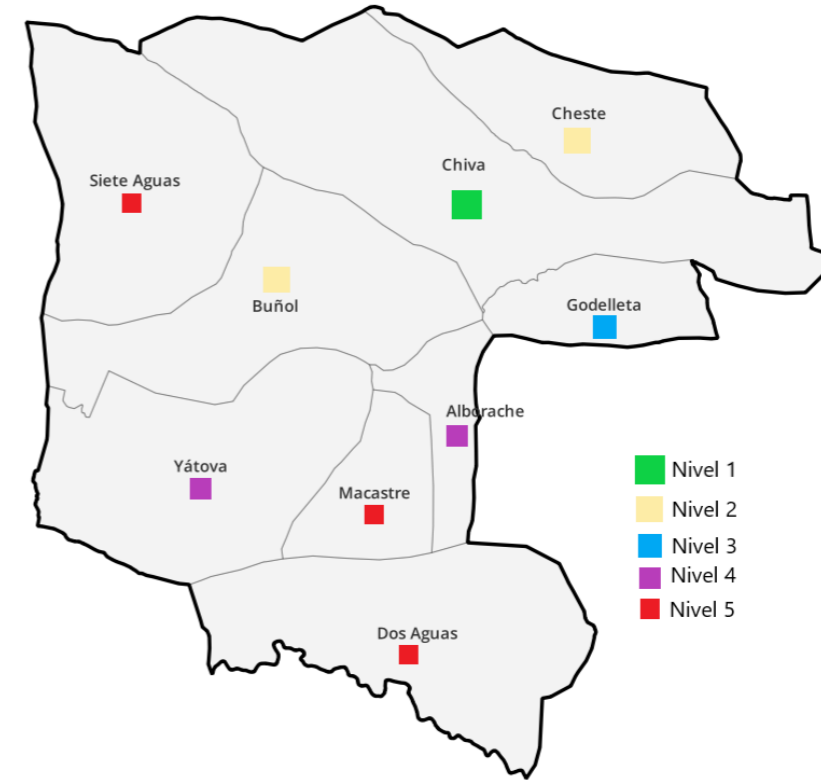 Cheste
Chiva
Siete Aguas
Buñol
Godelleta
Alborache
Yátova
Macastre
Dos Aguas
Nivel 1
Nivel 2
Nivel 3
Nivel 4
Nivel 5